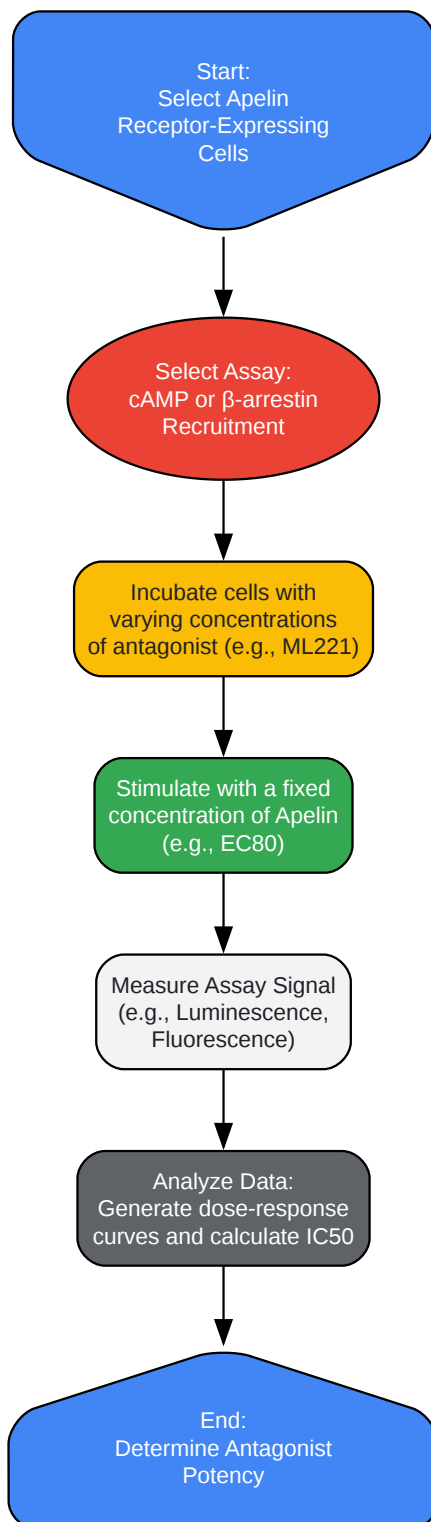 Start:
Select Apelin
Receptor-Expressing
Cells
Select Assay:
cAMP or β-arrestin
Recruitment
Incubate cells with
varying concentrations
of antagonist (e.g., ML221)
Stimulate with a fixed
concentration of Apelin
(e.g., EC80)
Measure Assay Signal
(e.g., Luminescence,
Fluorescence)
Analyze Data:
Generate dose-response
curves and calculate IC50
End:
Determine Antagonist
Potency